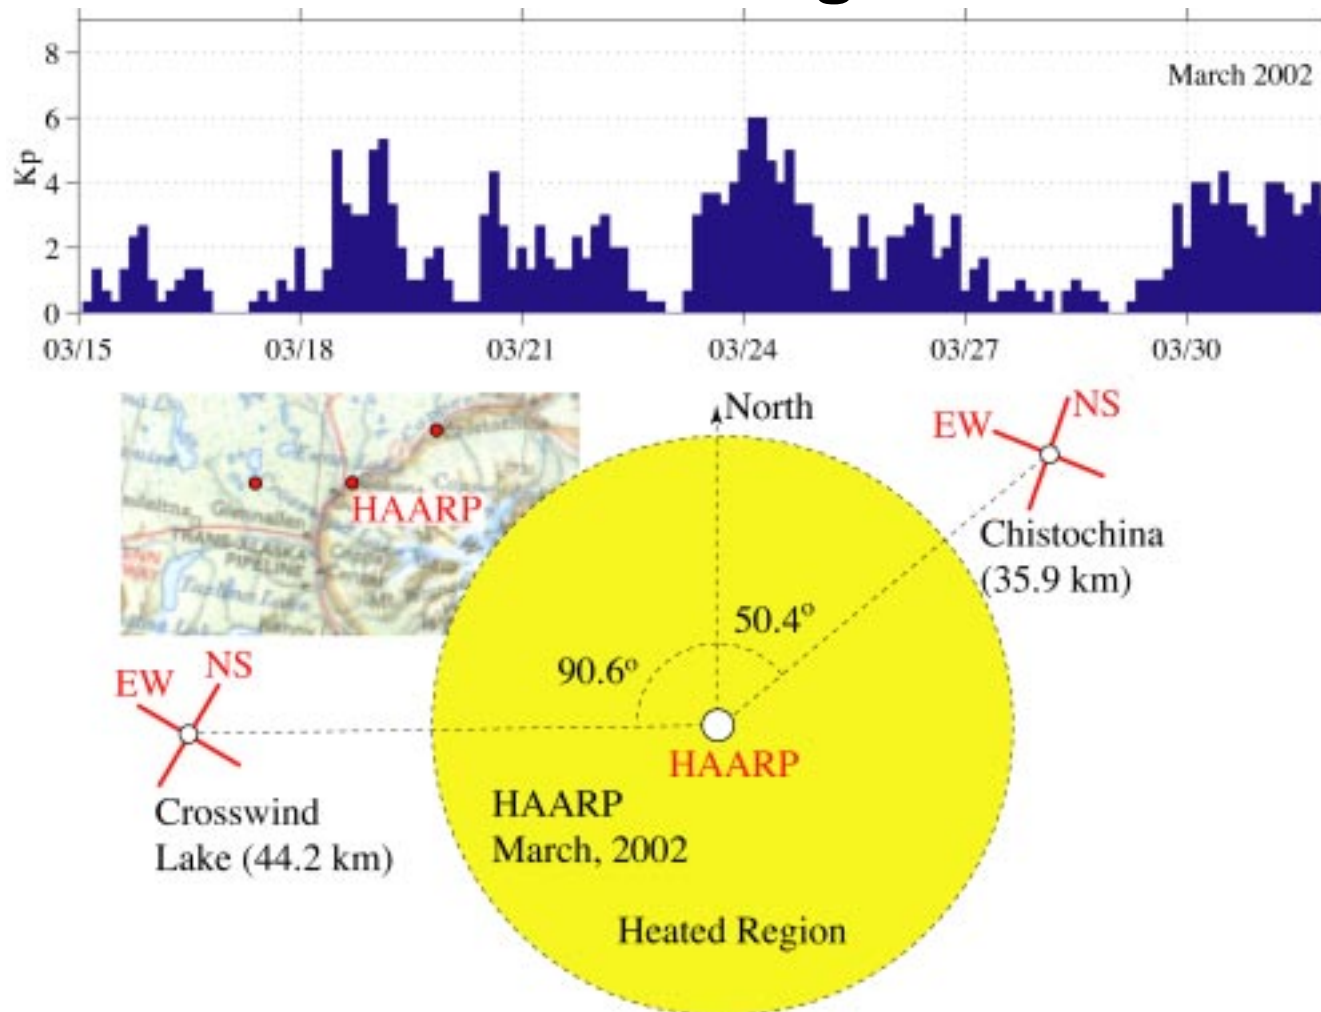 March 2002
Kp
8
6
4
2
0
03/15
03/18
03/21
03/24
03/27
03/30
HAARP
TRANS-ALASKA
PIPELINE
North
50.4°
90.6°
HAARP
HAARP
March, 2002
Heated Region
EW
NS
Chistochina
(35.9 km)
EW
NS
Crosswind
Lake (44.2 km)